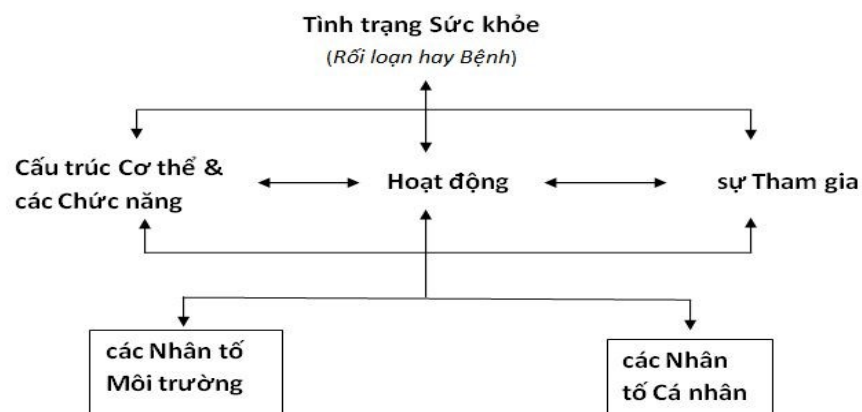 Tình trạng Sức khỏe
(Rối loạn hay Bệnh)
Cấu trúc Cơ thể &
các Chức năng
Hoạt động
sự Tham gia
các Nhân tố
Môi trường
các Nhân
tố Cá nhân